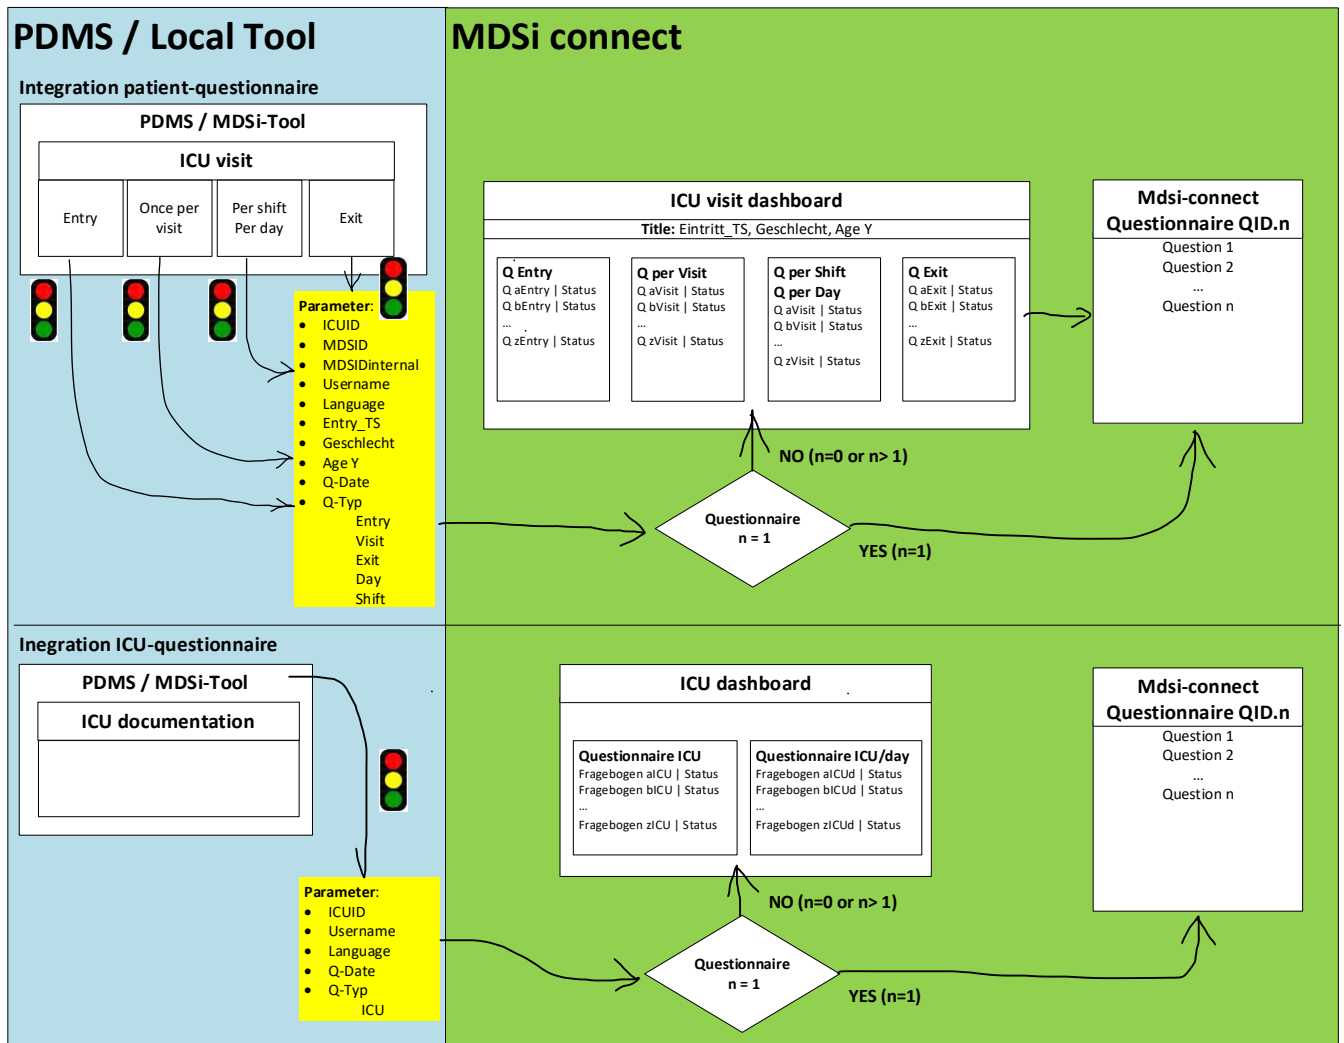 PDMS / Local Tool
MDSi connect
Integration patient-questionnaire
PDMS / MDSi-Tool
ICU visit
Entry
Once per
visit
Per shift
Per day
Exit
Parameter:
• ICUID
• MDSID
• MDSIDinternal
• Username
• Language
• Entry_TS
• Geschlecht
• Age Y
• Q-Date
• Q-Typ
Entry
Visit
Exit
Day
Shift
ICU visit dashboard
Title: Eintritt_TS, Geschlecht, Age Y
Q Entry
Q aEntry | Status
Q bEntry | Status
...
Q zEntry | Status
Q per Visit
Q aVisit | Status
Q bVisit | Status
...
Q zVisit | Status
Q per Shift
Q per Day
Q aVisit | Status
Q bVisit | Status
...
Q zVisit | Status
Q Exit
Q aExit | Status
Q bExit | Status
...
Q zExit | Status
Mdsi-connect
Questionnaire QID.n
Question 1
Question 2
...
Question n
NO (n=0 or n> 1)
Questionnaire
n = 1
YES (n=1)
Inegration ICU-questionnaire
PDMS / MDSi-Tool
ICU documentation
Parameter:
• ICUID
• Username
• Language
• Q-Date
• Q-Typ
ICU
ICU dashboard
Questionnaire ICU
Fragebogen aICU | Status
Fragebogen bICU | Status
...
Fragebogen zICU | Status
Questionnaire ICU/day
Fragebogen aICUd | Status
Fragebogen bICUd | Status
...
Fragebogen zICUd | Status
Mdsi-connect
Questionnaire QID.n
Question 1
Question 2
...
Question n
NO (n=0 or n> 1)
Questionnaire
n = 1
YES (n=1)